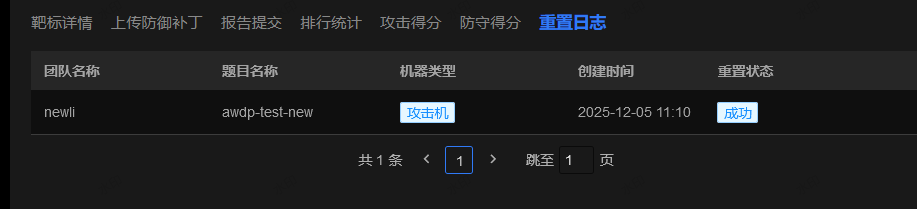 靶标详情 上传防御补丁 报告提交 排行统计 攻击得分 防守得分 重置日志
团队名称 题目名称 机器类型 创建时间 重置状态
newli awdp-test-new 攻击机 2025-12-05 11:10 成功
共 1 条 < 1 > 跳至 1 页